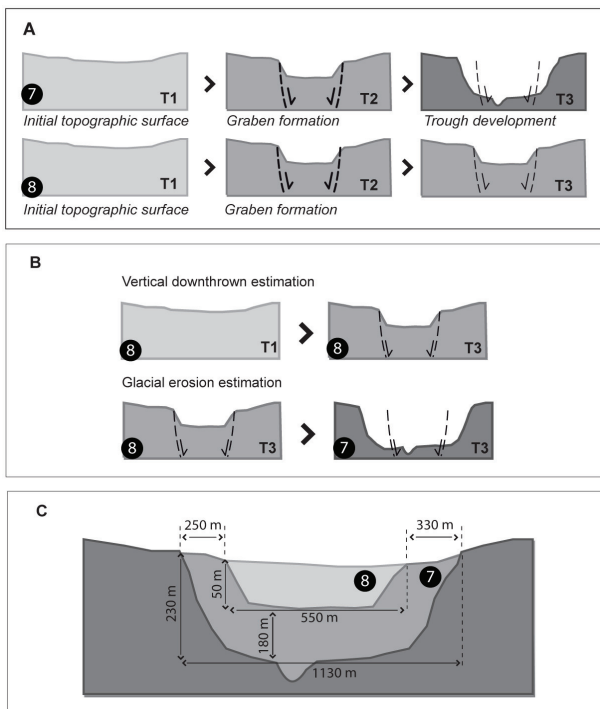 A
7 T1 > T2 > T3
Initial topographic surface Graben formation Trough development
8 T1 > T2 > T3
Initial topographic surface Graben formation
B
Vertical downthrown estimation
8 T1 > 8 T3
Glacial erosion estimation
8 T3 > 7 T3
C
250 m 330 m
8 7
230 m
50 m
550 m
180 m
1130 m